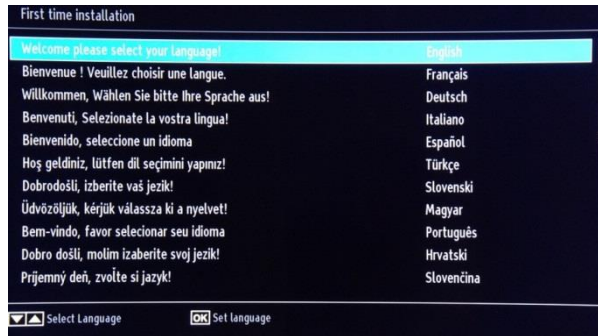 First time installation
Welcome please select your language! English
Bienvenue ! Veuillez choisir une langue. Français
Willkommen, Wählen Sie bitte Ihre Sprache aus! Deutsch
Benvenuti, Selezionate la vostra lingua! Italiano
Bienvenido, seleccione un idioma Español
Hoş geldiniz, lütfen dil seçimini yapınız! Türkçe
Dobrodošli, izberite vaš jezik! Slovenski
Üdvözöljük, kérjük válassza ki a nyelvet! Magyar
Bem-vindo, favor selecionar seu idioma Português
Dobro došli, molim izaberite svoj jezik! Hrvatski
Príjemný deň, zvoľte si jazyk! Slovenčina
Select Language OK Set language